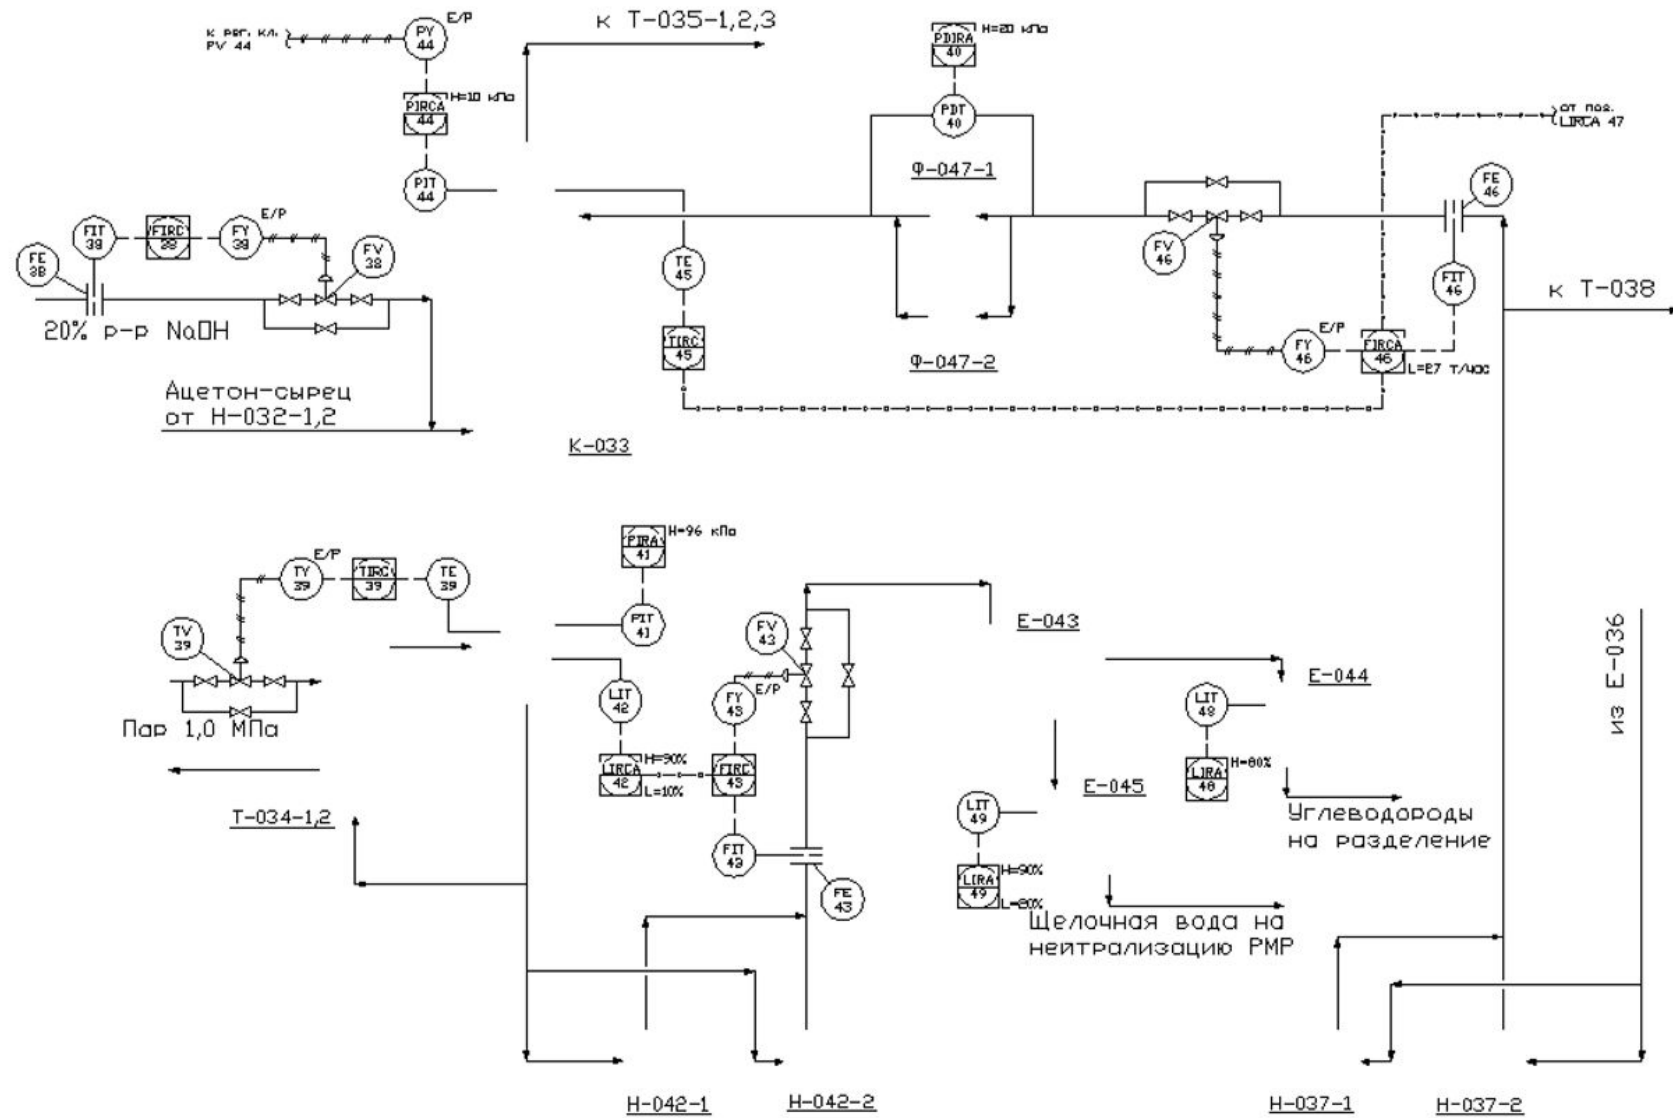 к рег. кл.
PV 44
PY
44
E/P
к Т-035-1,2,3
PIRCA
44
H=10 кПа
PIT
44
PDIRA
40
H=20 кПа
PDT
40
Ф-047-1
от поз.
LIRCA 47
FE
46
FE
38
FIT
38
FIRC
38
FY
38
E/P
FV
38
20% р-р NaOH
TE
45
TIRC
45
Ф-047-2
FV
46
FY
46
E/P
FIRCA
46
L=27 т/час
FIT
46
к Т-038
Ацетон-сырец
от Н-032-1,2
К-033
PIRA
41
H=96 кПа
PIT
41
TY
39
E/P
TIRC
39
TE
39
TV
39
Пар 1,0 МПа
Т-034-1,2
LIT
42
LIRCA
42
H=90%
L=10%
FV
43
FY
43
E/P
FIRC
43
FIT
43
FE
43
Е-043
Е-044
LIT
48
LIRA
48
H=80%
Е-045
LIT
49
LIRA
49
H=90%
L=20%
Углеводороды
на разделение
Щелочная вода на
нейтрализацию РМР
из Е-036
Н-042-1
Н-042-2
Н-037-1
Н-037-2